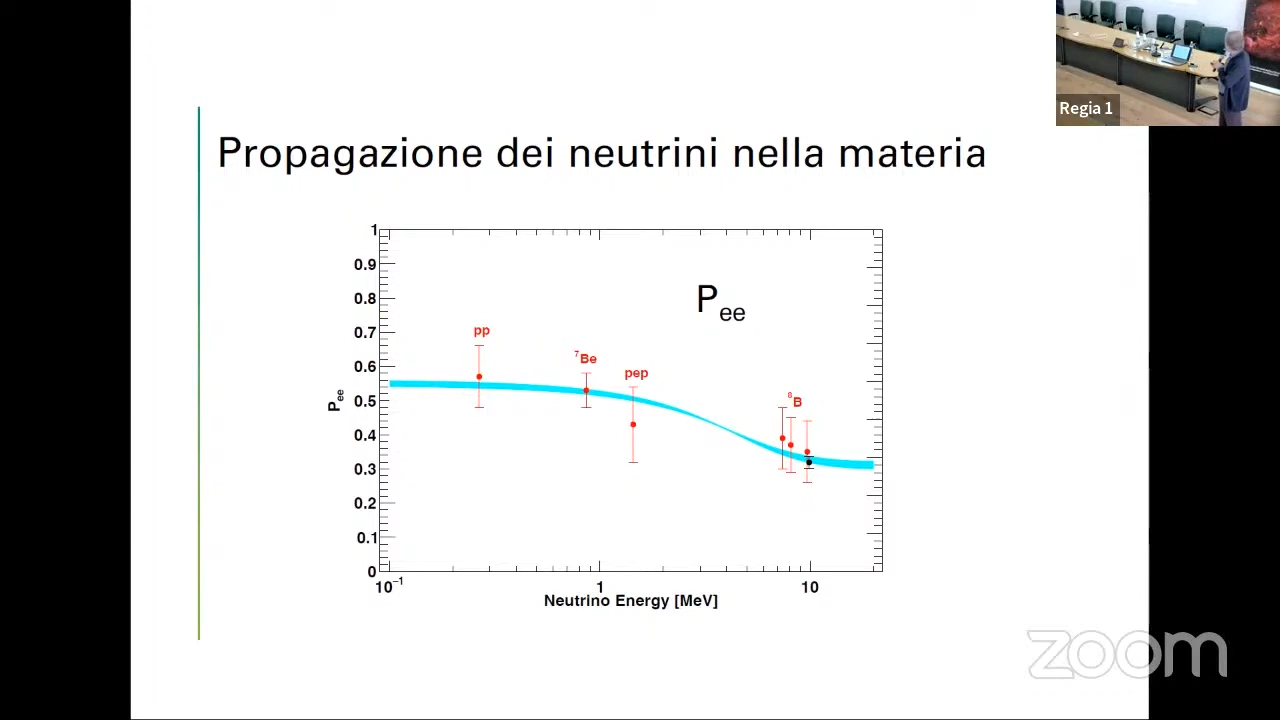 Regia 1
Propagazione dei neutrini nella materia
P_ee
1
0.9
0.8
0.7
0.6
0.5
0.4
0.3
0.2
0.1
0
P_ee
pp
⁷Be
pep
⁸B
10⁻¹
1
10
Neutrino Energy [MeV]
zoom